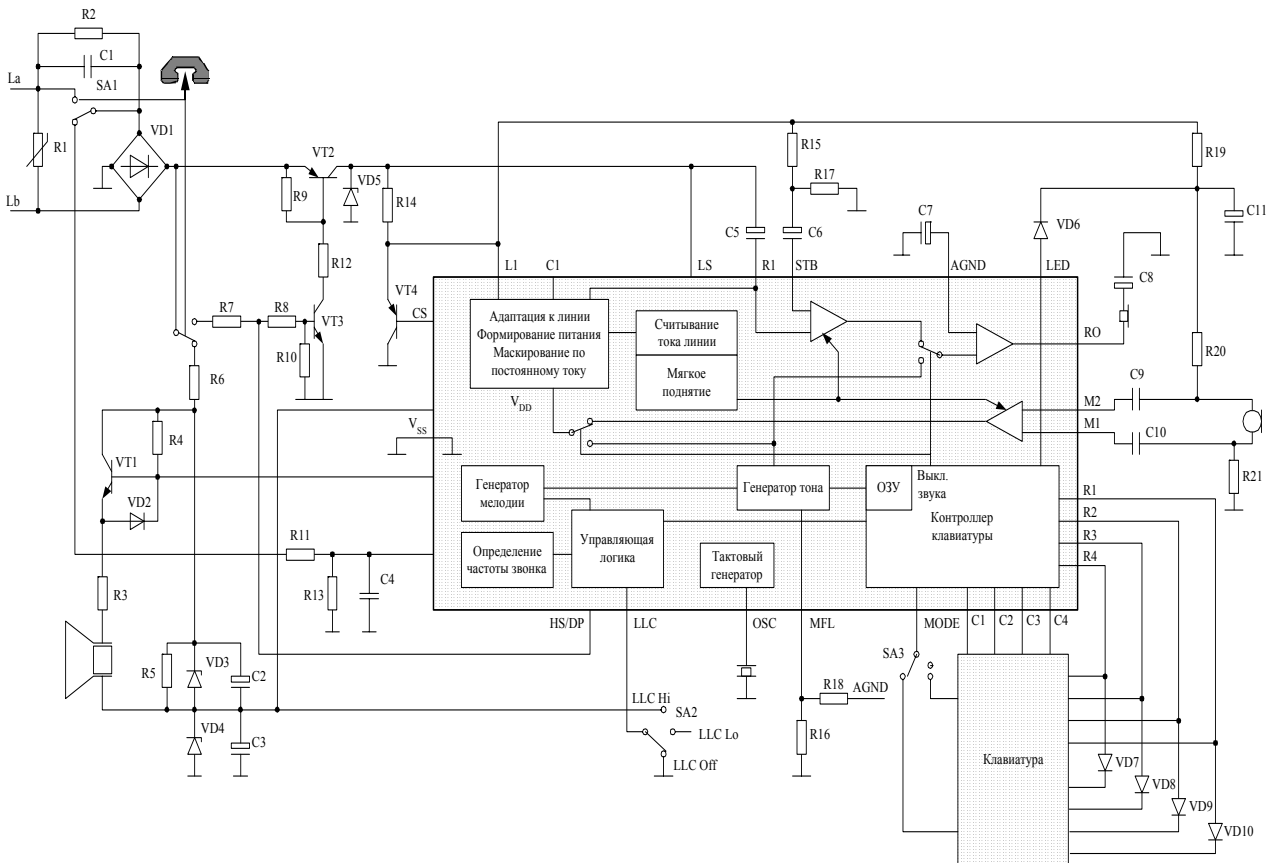 R2
C1
La
SA1
R1
VD1
Lb
VT2
R9
VD5
R14
R12
R7
R8
VT3
R10
R6
VT4
CS
R15
R17
R19
C5
C6
C7
VD6
C11
C8
L1
C1
LS
R1
STB
AGND
LED
RO
Адаптация к линии
Формирование питания
Маскирование по
постоянному току
Считывание
тока линии
Мягкое
поднятие
R20
C9
M2
M1
C10
R21
VDD
VSS
R4
VT1
VD2
Генератор
мелодии
Генератор тона
ОЗУ
Выкл.
звука
Контроллер
клавиатуры
R1
R2
R3
R4
R11
Определение
частоты звонка
Управляющая
логика
Тактовый
генератор
R3
R13
C4
HS/DP
LLC
OSC
MFL
MODE
C1
C2
C3
C4
R5
VD3
C2
VD4
C3
LLC Hi
SA2
LLC Lo
LLC Off
R18
AGND
R16
SA3
Клавиатура
VD7
VD8
VD9
VD10